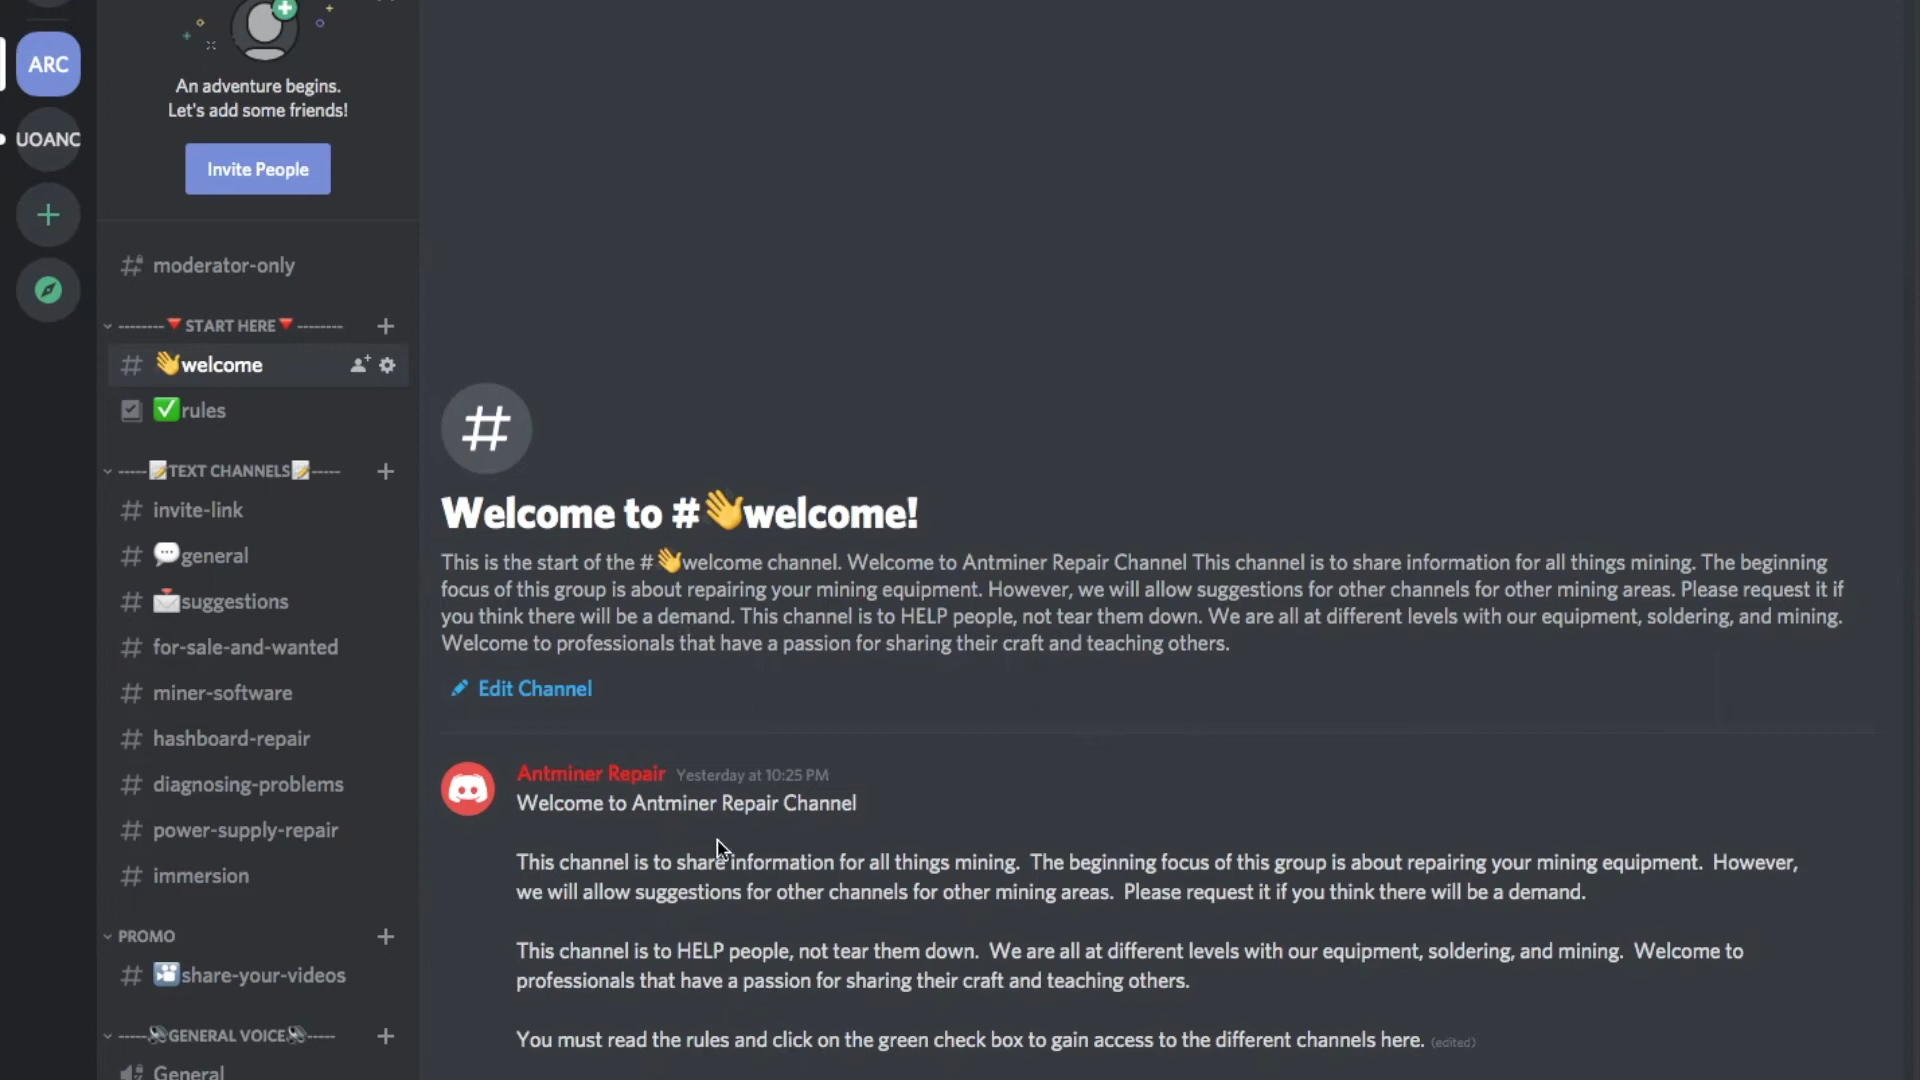 ARC
UOANC
An adventure begins.
Let's add some friends!
Invite People
moderator-only
--------🔻START HERE🔻--------
👋welcome
✅rules
-----📝TEXT CHANNELS📝-----
invite-link
💬general
📩suggestions
for-sale-and-wanted
miner-software
hashboard-repair
diagnosing-problems
power-supply-repair
immersion
PROMO
🎦share-your-videos
-----🔊GENERAL VOICE🔊-----
General
#
Welcome to #👋welcome!
This is the start of the #👋welcome channel. Welcome to Antminer Repair Channel This channel is to share information for all things mining. The beginning
focus of this group is about repairing your mining equipment. However, we will allow suggestions for other channels for other mining areas. Please request it if
you think there will be a demand. This channel is to HELP people, not tear them down. We are all at different levels with our equipment, soldering, and mining.
Welcome to professionals that have a passion for sharing their craft and teaching others.
Edit Channel
Antminer Repair Yesterday at 10:25 PM
Welcome to Antminer Repair Channel
This channel is to share information for all things mining. The beginning focus of this group is about repairing your mining equipment. However,
we will allow suggestions for other channels for other mining areas. Please request it if you think there will be a demand.
This channel is to HELP people, not tear them down. We are all at different levels with our equipment, soldering, and mining. Welcome to
professionals that have a passion for sharing their craft and teaching others.
You must read the rules and click on the green check box to gain access to the different channels here. (edited)